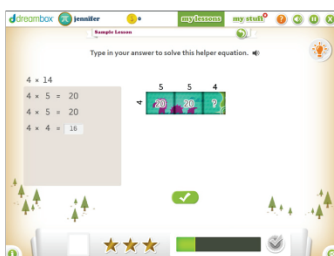 dreambox jennifer my lessons my stuff
Sample Lesson
Type in your answer to solve this helper equation.
4 × 14
4 × 5 = 20
4 × 5 = 20
4 × 4 = 16
5 5 4
4 20 20 ?